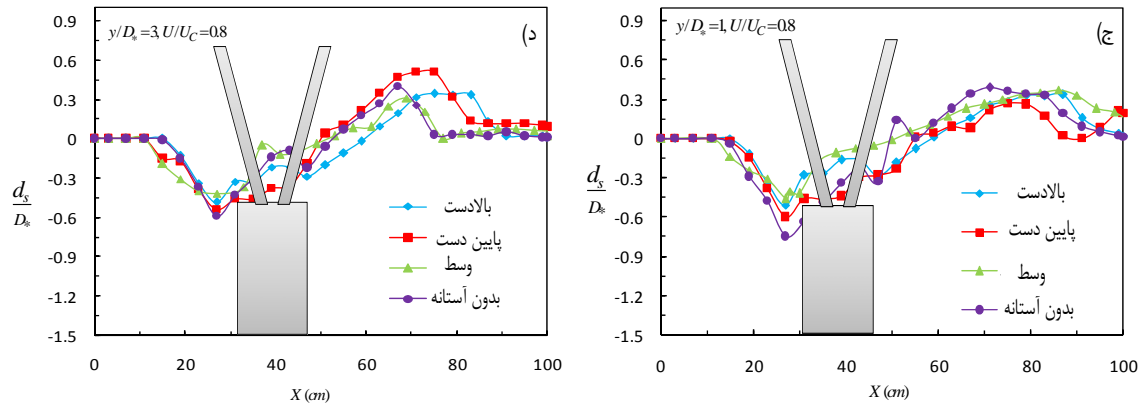 د)
y/D* =3, U/UC=0.8
0.9
0.6
0.3
0
-0.3
-0.6
-0.9
-1.2
-1.5
ds
D*
بالادست
پایین دست
وسط
بدون آستانه
0 20 40 60 80 100
X (cm)
ج)
y/D* =1, U/UC=0.8
0.9
0.6
0.3
0
-0.3
-0.6
-0.9
-1.2
-1.5
ds
D*
بالادست
پایین دست
وسط
بدون آستانه
0 20 40 60 80 100
X (cm)